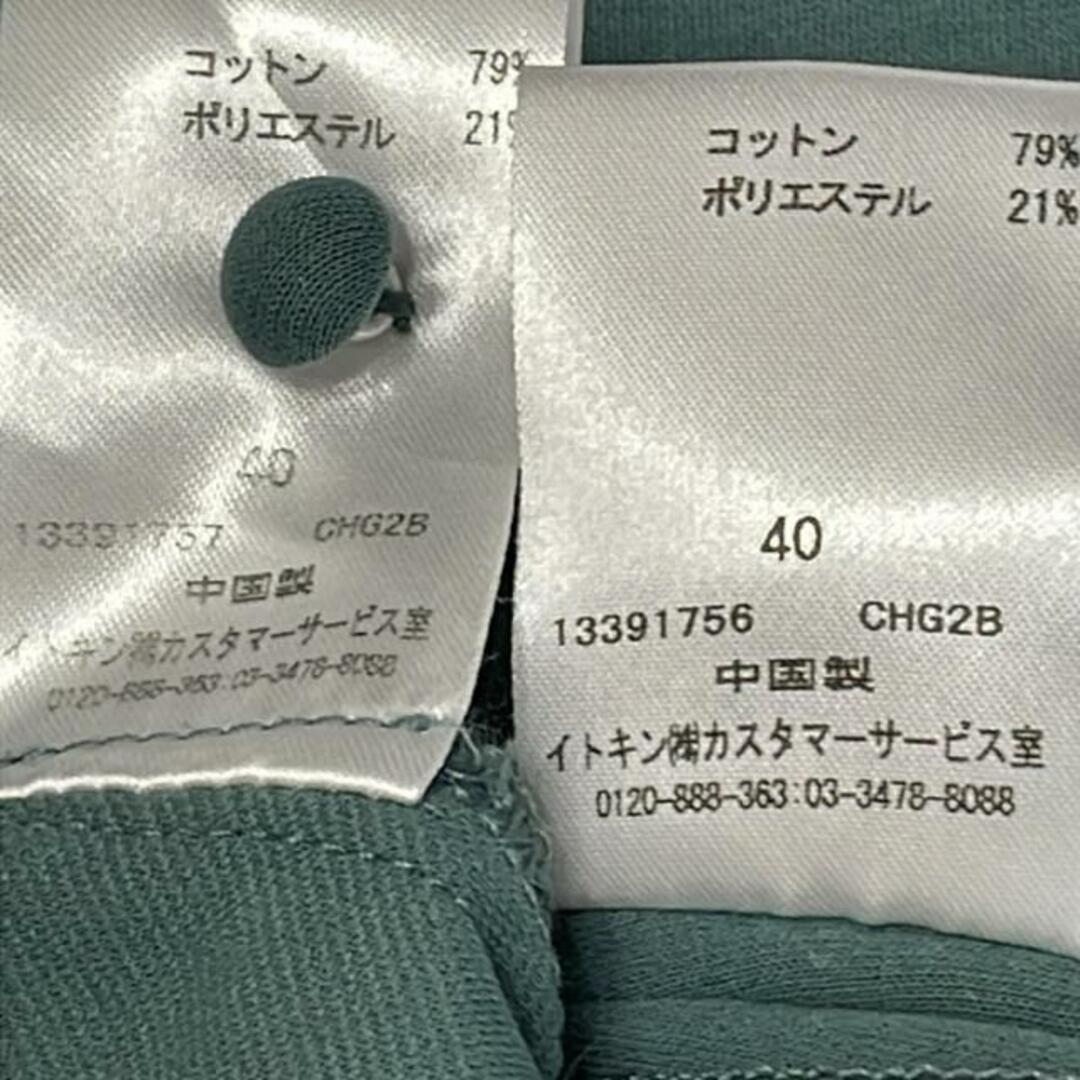 コットン 79%
ポリエステル 21%
40
13391757 CHG2B
中国製
イトキン㈱カスタマーサービス室
0120-888-363:03-3478-8088
コットン 79%
ポリエステル 21%
40
13391756 CHG2B
中国製
イトキン㈱カスタマーサービス室
0120-888-363:03-3478-8088